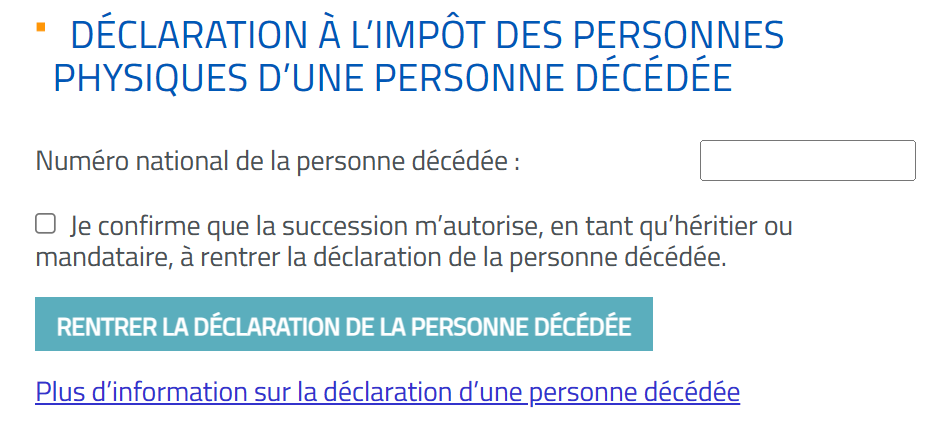 DÉCLARATION À L’IMPÔT DES PERSONNES
PHYSIQUES D’UNE PERSONNE DÉCÉDÉE
Numéro national de la personne décédée :
Je confirme que la succession m’autorise, en tant qu’héritier ou
mandataire, à rentrer la déclaration de la personne décédée.
RENTRER LA DÉCLARATION DE LA PERSONNE DÉCÉDÉE
Plus d’information sur la déclaration d’une personne décédée